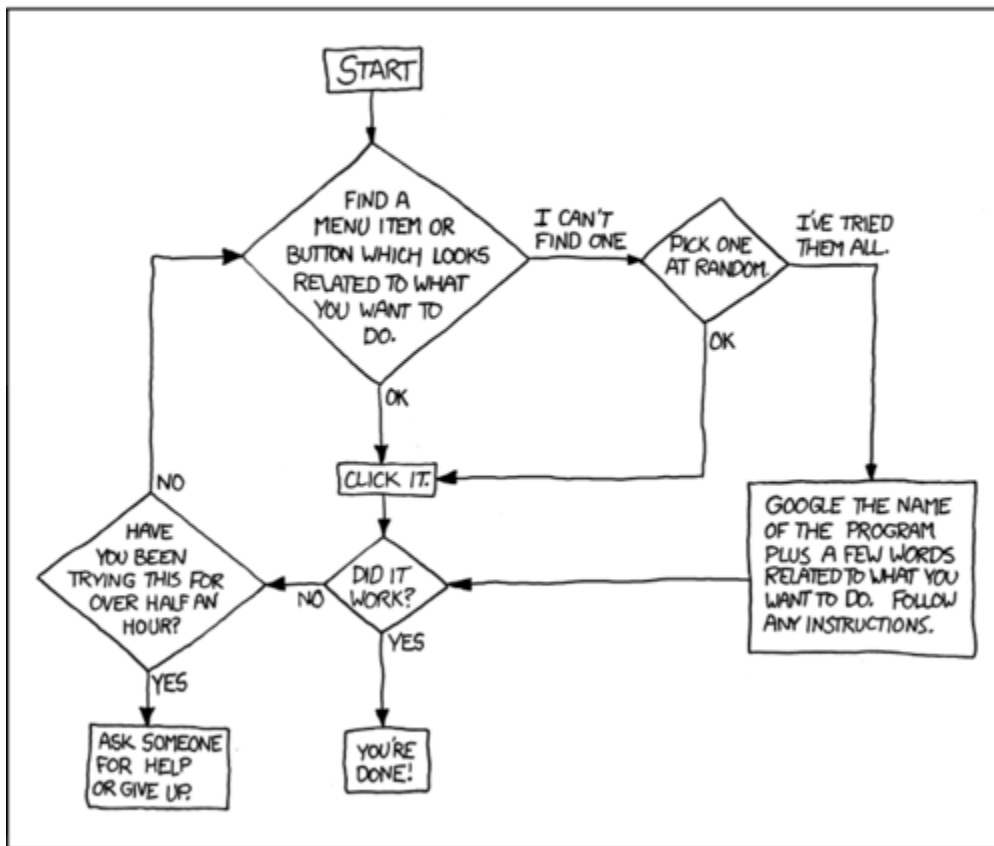 START
FIND A
MENU ITEM OR
BUTTON WHICH LOOKS
RELATED TO WHAT
YOU WANT TO
DO.
I CAN'T
FIND ONE
PICK ONE
AT RANDOM.
I'VE TRIED
THEM ALL.
OK
OK
CLICK IT.
NO
HAVE
YOU BEEN
TRYING THIS FOR
OVER HALF AN
HOUR?
NO
DID IT
WORK?
GOOGLE THE NAME
OF THE PROGRAM
PLUS A FEW WORDS
RELATED TO WHAT YOU
WANT TO DO. FOLLOW
ANY INSTRUCTIONS.
YES
YES
ASK SOMEONE
FOR HELP
OR GIVE UP.
YOU'RE
DONE!